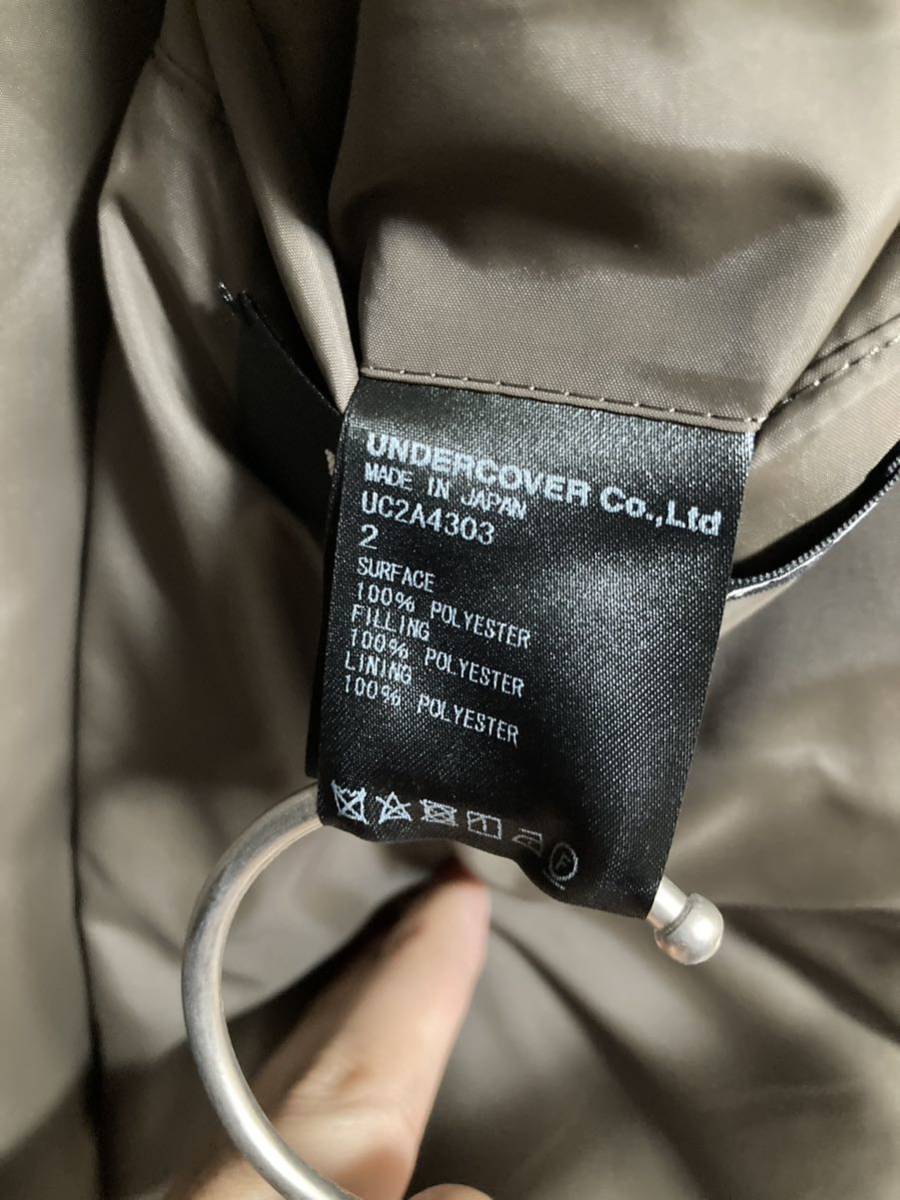 UNDERCOVER Co.,Ltd
MADE IN JAPAN
UC2A4303
2
SURFACE
100% POLYESTER
FILLING
100% POLYESTER
LINING
100% POLYESTER
F